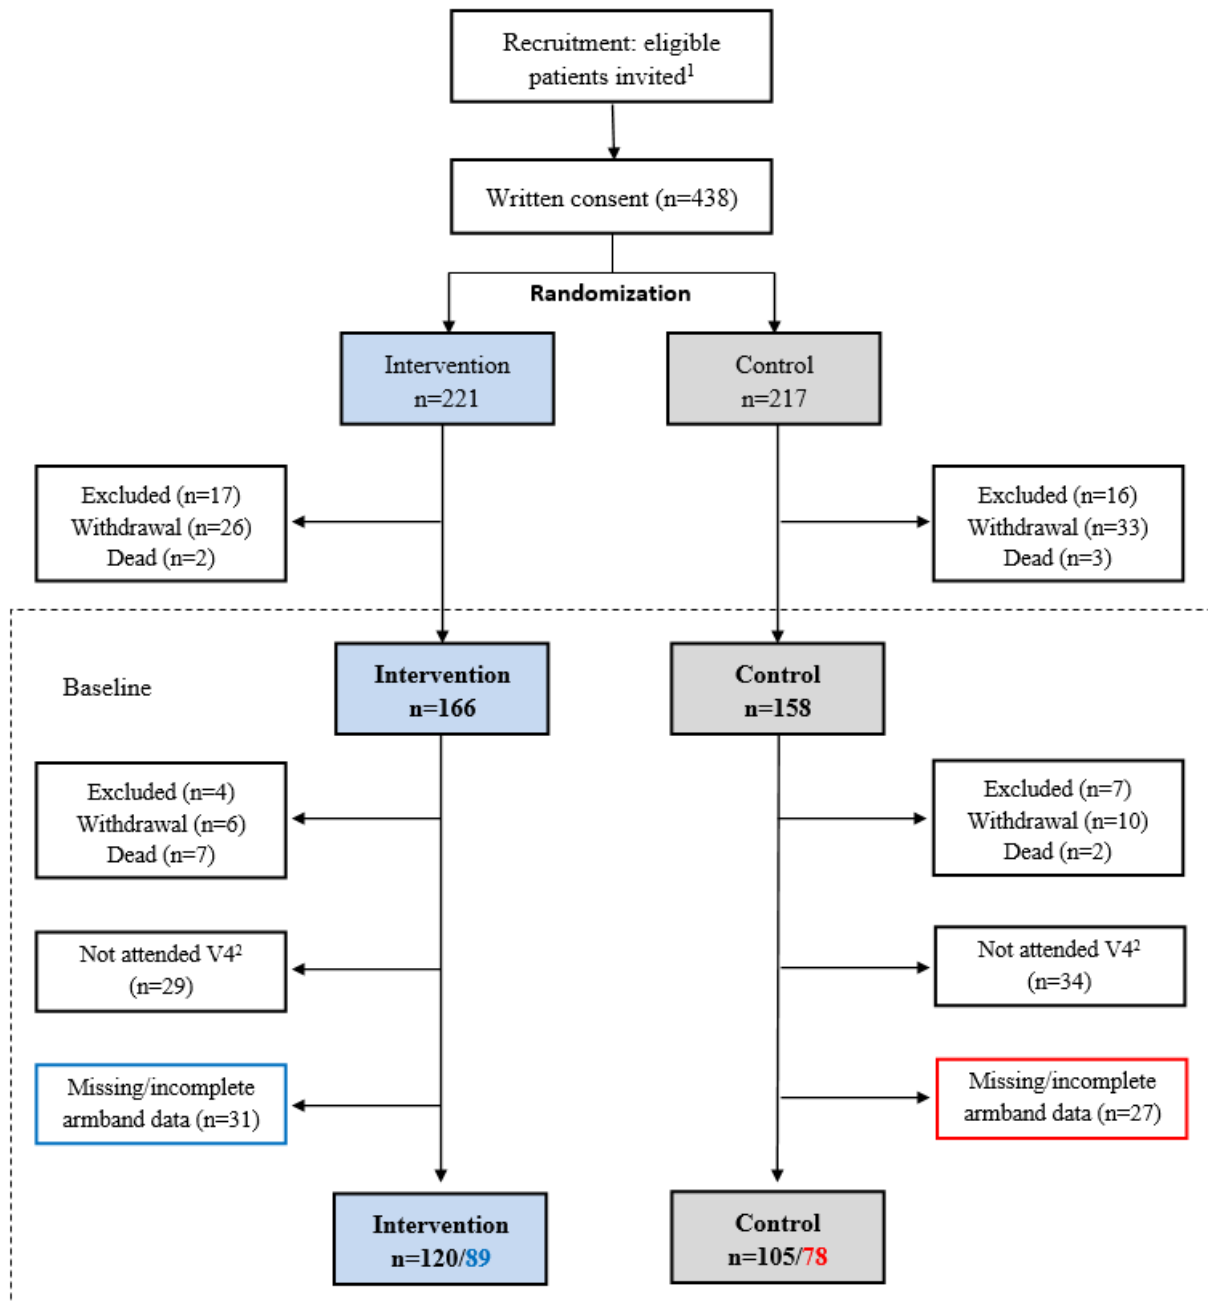 Recruitment: eligible
patients invited¹
Written consent (n=438)
Randomization
Intervention
n=221
Control
n=217
Excluded (n=17)
Withdrawal (n=26)
Dead (n=2)
Excluded (n=16)
Withdrawal (n=33)
Dead (n=3)
Baseline
Intervention
n=166
Control
n=158
Excluded (n=4)
Withdrawal (n=6)
Dead (n=7)
Excluded (n=7)
Withdrawal (n=10)
Dead (n=2)
Not attended V4²
(n=29)
Not attended V4²
(n=34)
Missing/incomplete
armband data (n=31)
Missing/incomplete
armband data (n=27)
Intervention
n=120/89
Control
n=105/78